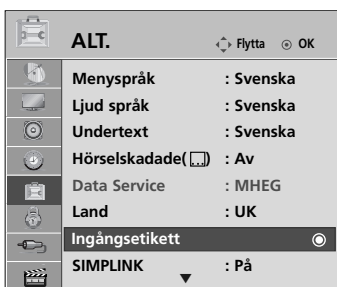 ALT. Flytta OK
Menyspråk : Svenska
Ljud språk : Svenska
Undertext : Svenska
Hörselskadade( ) : Av
Data Service : MHEG
Land : UK
Ingångsetikett
SIMPLINK : På